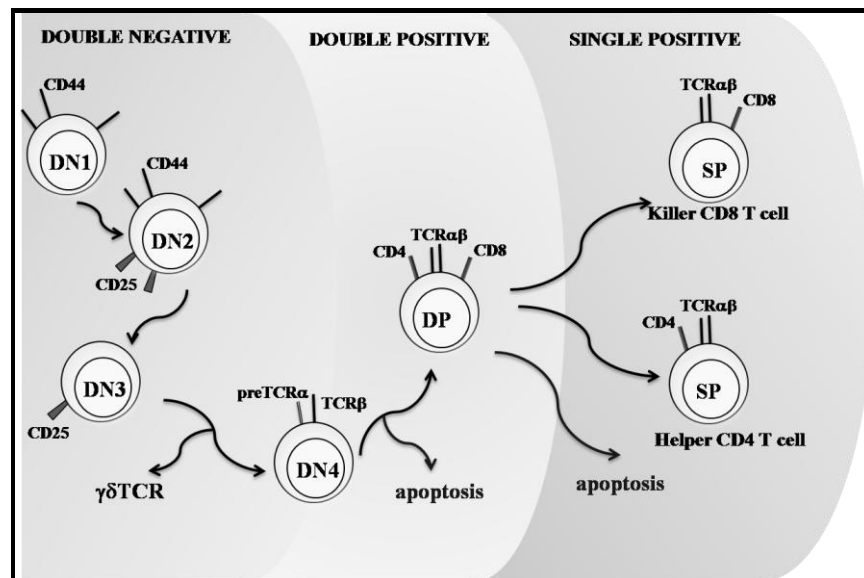 DOUBLE NEGATIVE
DOUBLE POSITIVE
SINGLE POSITIVE
CD44
DN1
CD44
DN2
CD25
DN3
CD25
γδTCR
preTCRα
TCRβ
DN4
apoptosis
CD4
TCRαβ
CD8
DP
apoptosis
TCRαβ
CD8
SP
Killer CD8 T cell
TCRαβ
CD4
SP
Helper CD4 T cell